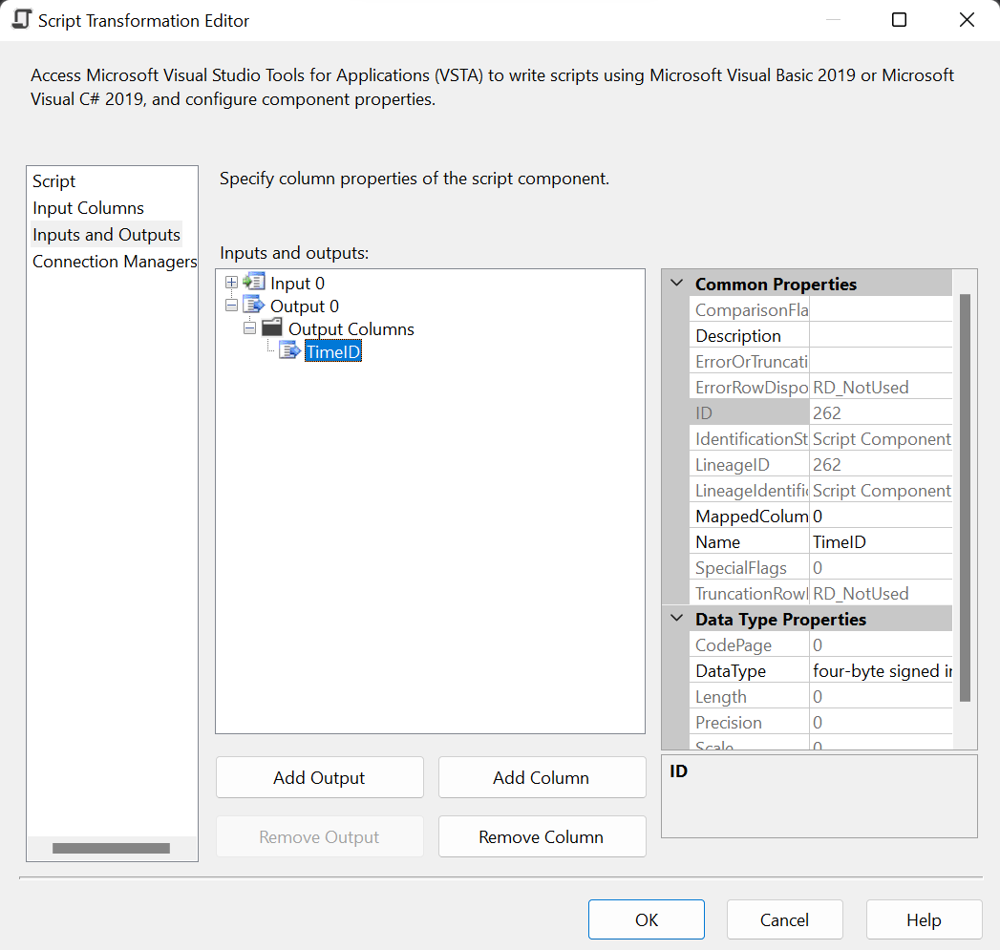 Script Transformation Editor
Access Microsoft Visual Studio Tools for Applications (VSTA) to write scripts using Microsoft Visual Basic 2019 or Microsoft
Visual C# 2019, and configure component properties.
Script
Input Columns
Inputs and Outputs
Connection Managers
Specify column properties of the script component.
Inputs and outputs:
Input 0
Output 0
Output Columns
TimeID
Common Properties
ComparisonFla
Description
ErrorOrTruncati
ErrorRowDispo RD_NotUsed
ID 262
IdentificationSt Script Component
LineageID 262
LineageIdentific Script Component
MappedColum 0
Name TimeID
SpecialFlags 0
TruncationRowI RD_NotUsed
Data Type Properties
CodePage 0
DataType four-byte signed in
Length 0
Precision 0
Scale 0
Add Output
Add Column
Remove Output
Remove Column
ID
OK
Cancel
Help